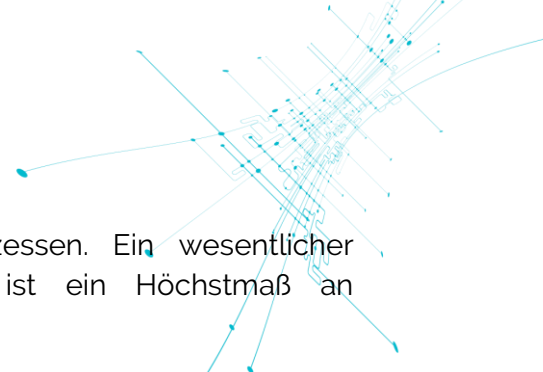 zessen. Ein wesentlicher
ist ein Höchstmaß an